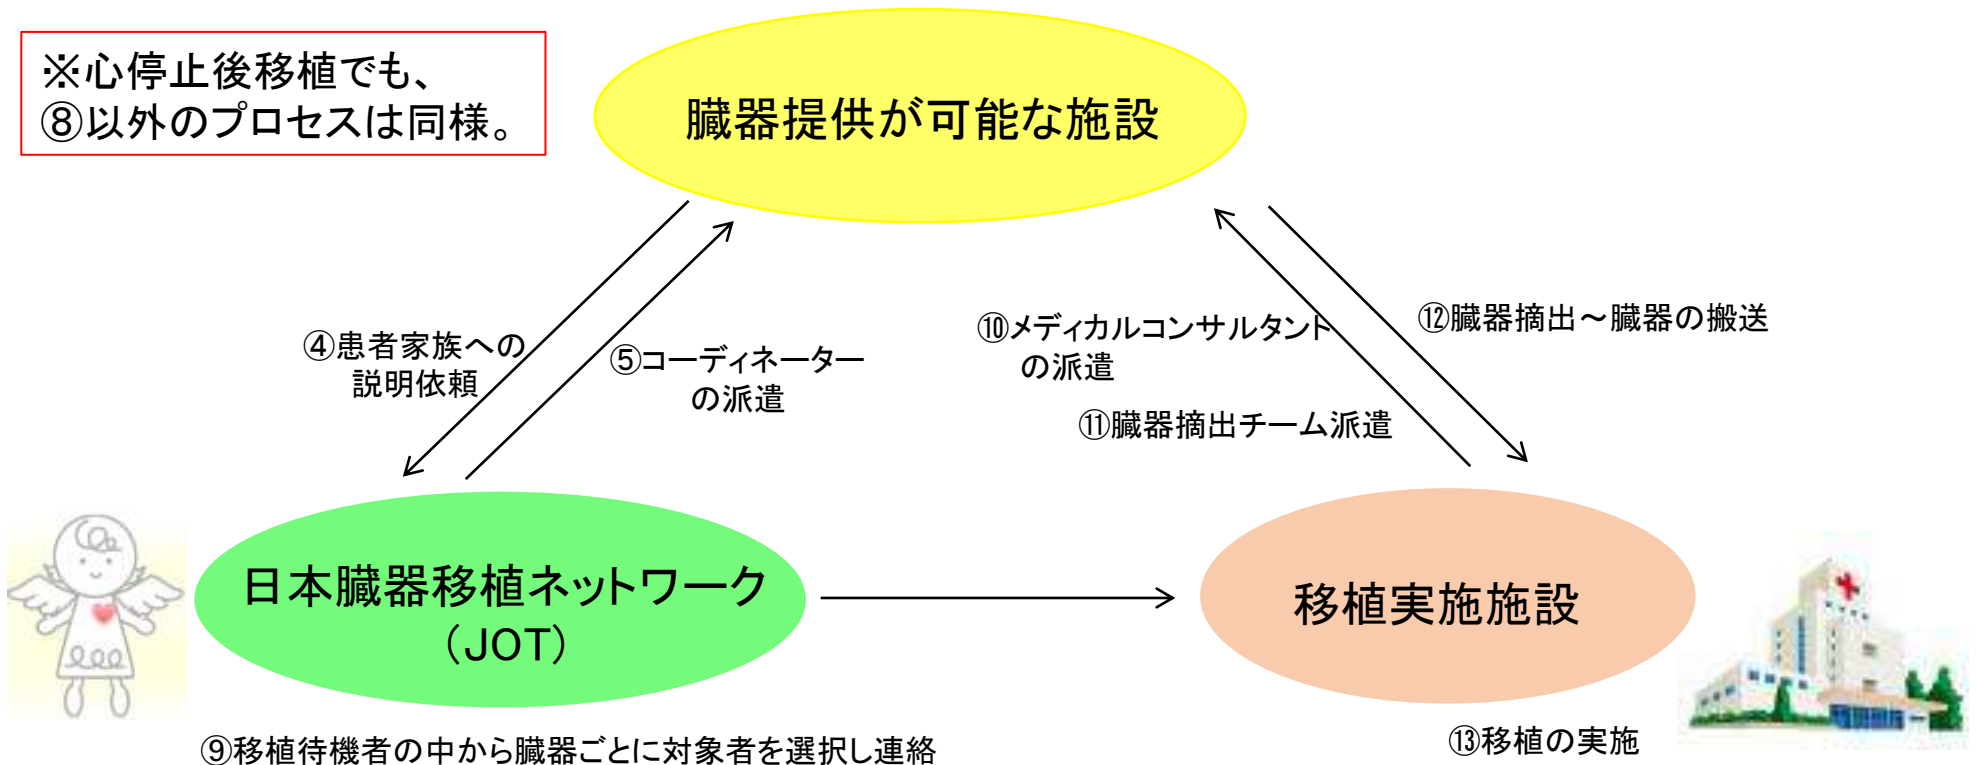 ※心停止後移植でも、
⑧以外のプロセスは同様。
臓器提供が可能な施設
④患者家族への
説明依頼
⑤コーディネーター
の派遣
⑩メディカルコンサルタント
の派遣
⑪臓器摘出チーム派遣
⑫臓器摘出～臓器の搬送
日本臓器移植ネットワーク
（JOT）
移植実施施設
⑨移植待機者の中から臓器ごとに対象者を選択し連絡
⑬移植の実施